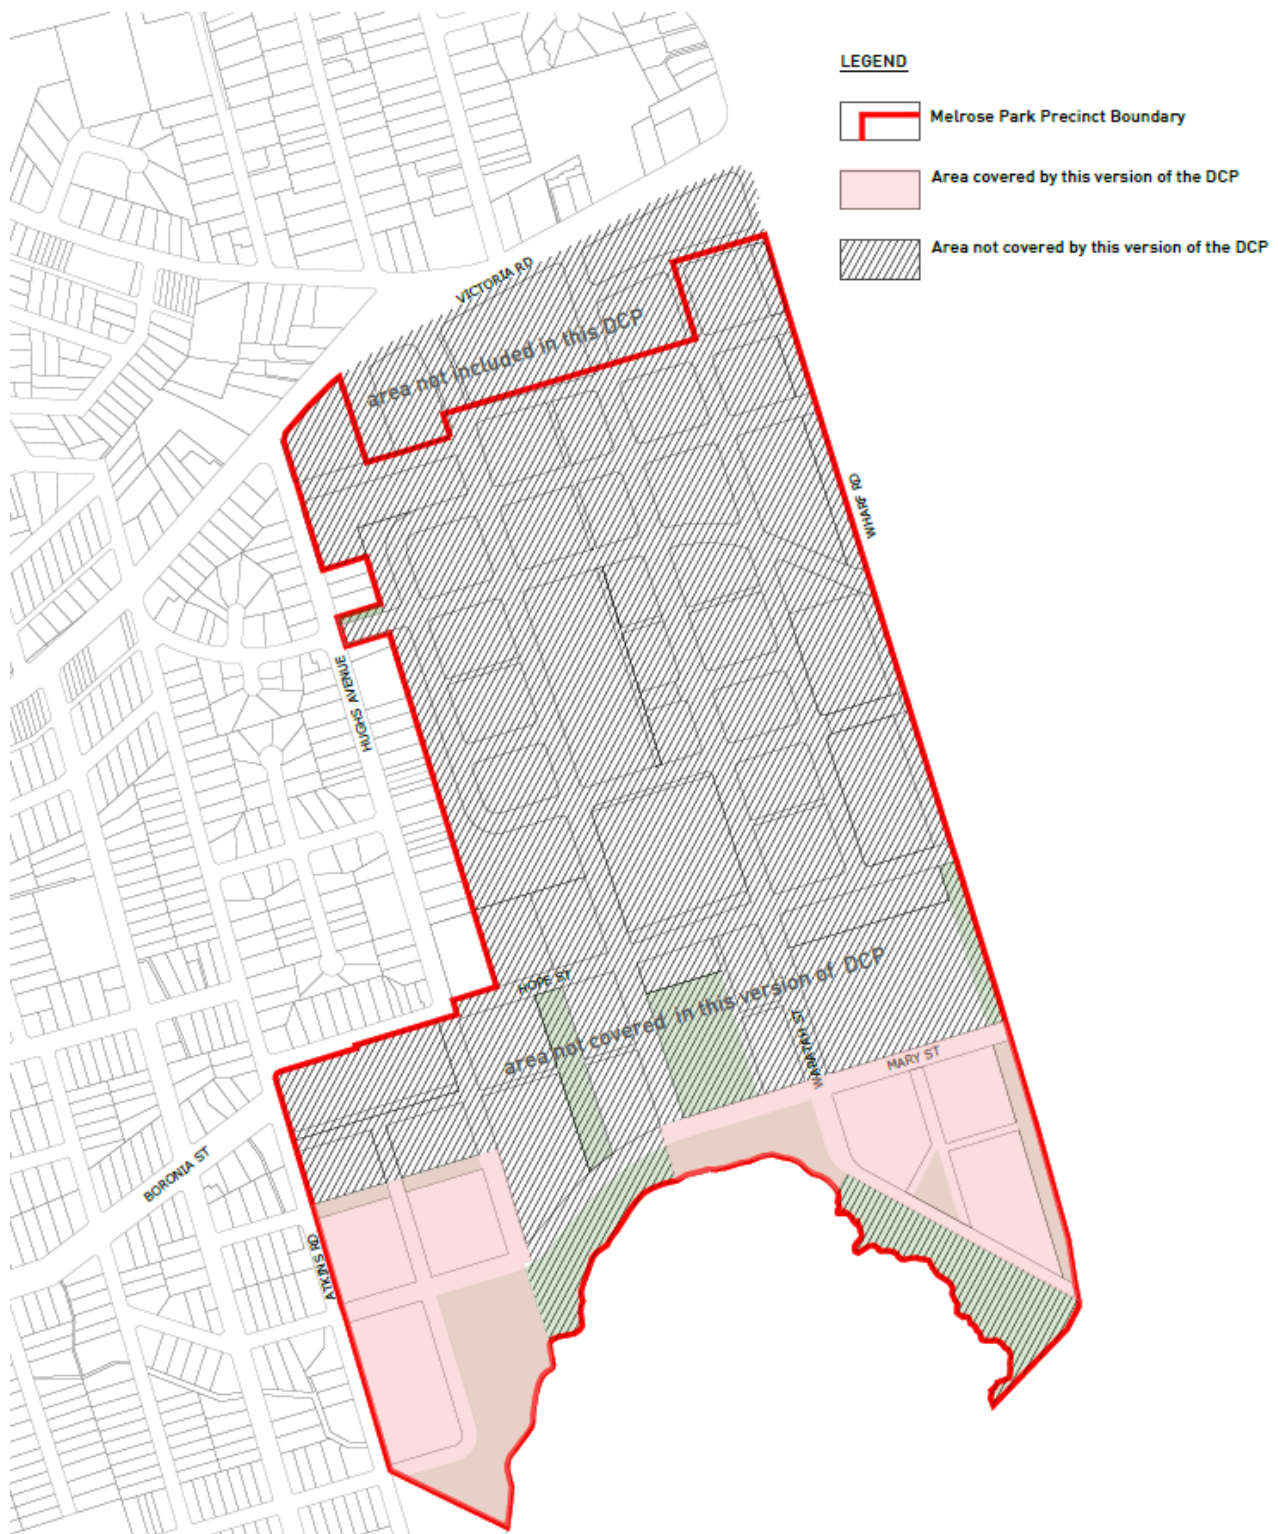 LEGEND
Melrose Park Precinct Boundary
Area covered by this version of the DCP
Area not covered by this version of the DCP
VICTORIA RD
area not included in this DCP
WHARF RD
HUGHS AVENUE
HOPE ST
area not covered in this version of DCP
WARATAH ST
MARY ST
BORONIA ST
ATKINS RD